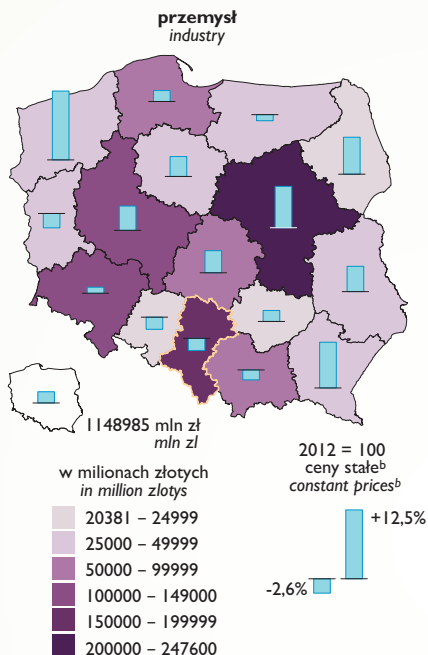 przemysł
industry
1148985 mln zł
mln zl
w milionach złotych
in million zlotys
20381 – 24999
25000 – 49999
50000 – 99999
100000 – 149000
150000 – 199999
200000 – 247600
2012 = 100
ceny stałeᵇ
constant pricesᵇ
+12,5%
-2,6%